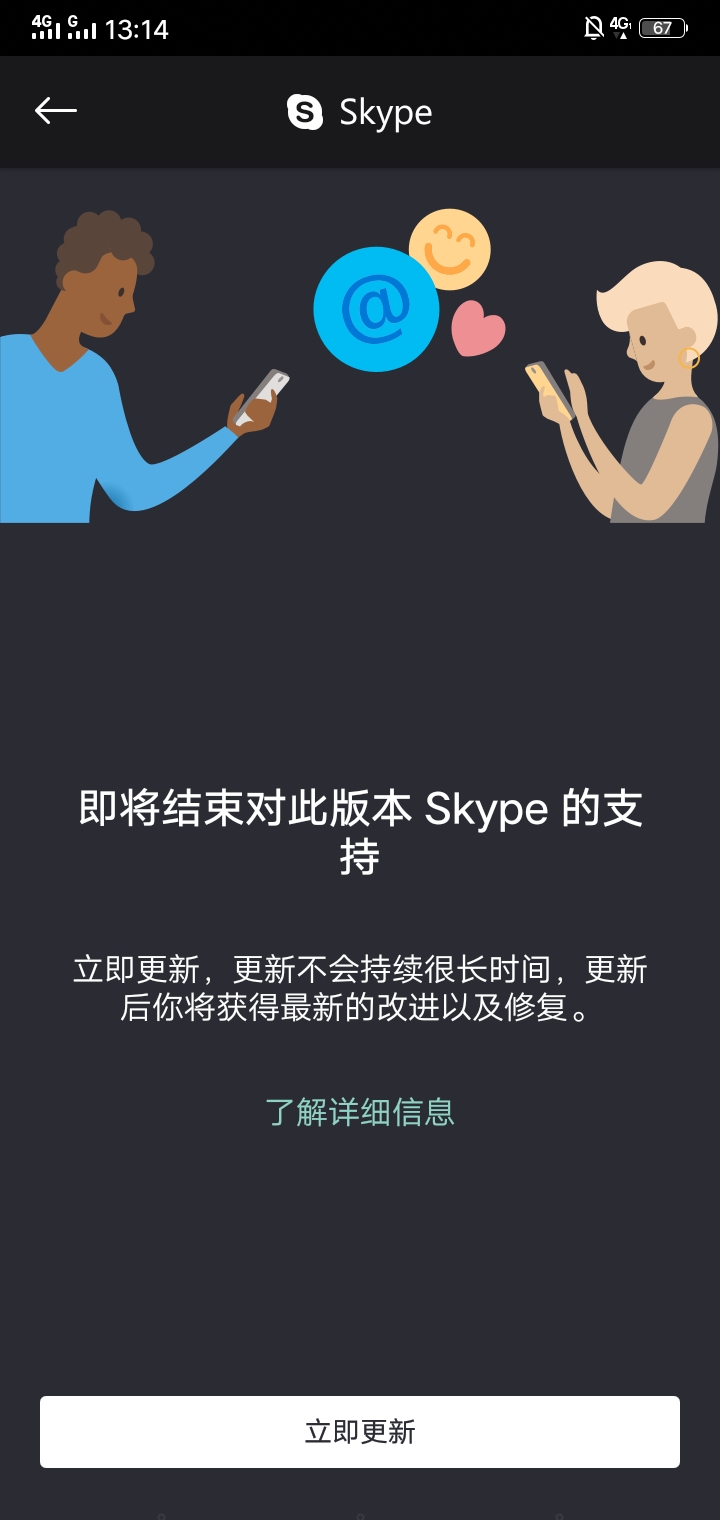 4G G 13:14 4G 67
Skype
@
即将结束对此版本 Skype 的支
持
立即更新，更新不会持续很长时间，更新
后你将获得最新的改进以及修复。
了解详细信息
立即更新